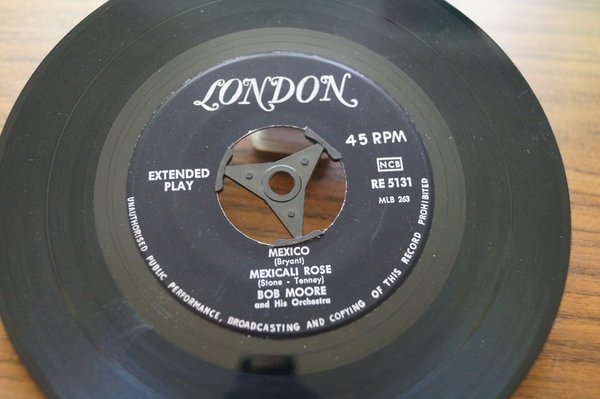 LONDON
45 RPM
EXTENDED
PLAY
NCB
RE 5131
MLB 263
MEXICO
(Bryant)
MEXICALI ROSE
(Stone - Tenney)
BOB MOORE
and His Orchestra
UNAUTHORISED PUBLIC PERFORMANCE, BROADCASTING AND COPYING OF THIS RECORD PROHIBITED